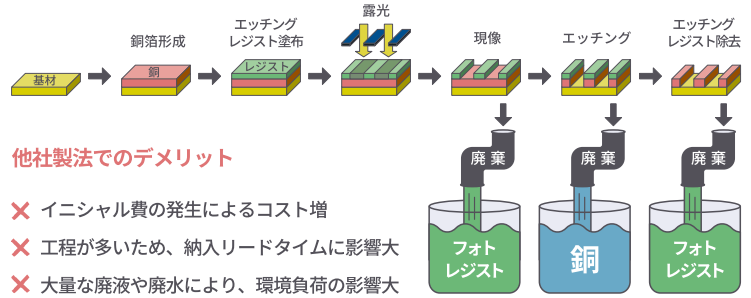 基材
銅箔形成
銅
エッチング
レジスト塗布
レジスト
露光
現像
エッチング
エッチング
レジスト除去
廃棄
フォト
レジスト
廃棄
銅
廃棄
フォト
レジスト
他社製法でのデメリット
イニシャル費の発生によるコスト増
工程が多いため、納入リードタイムに影響大
大量な廃液や廃水により、環境負荷の影響大